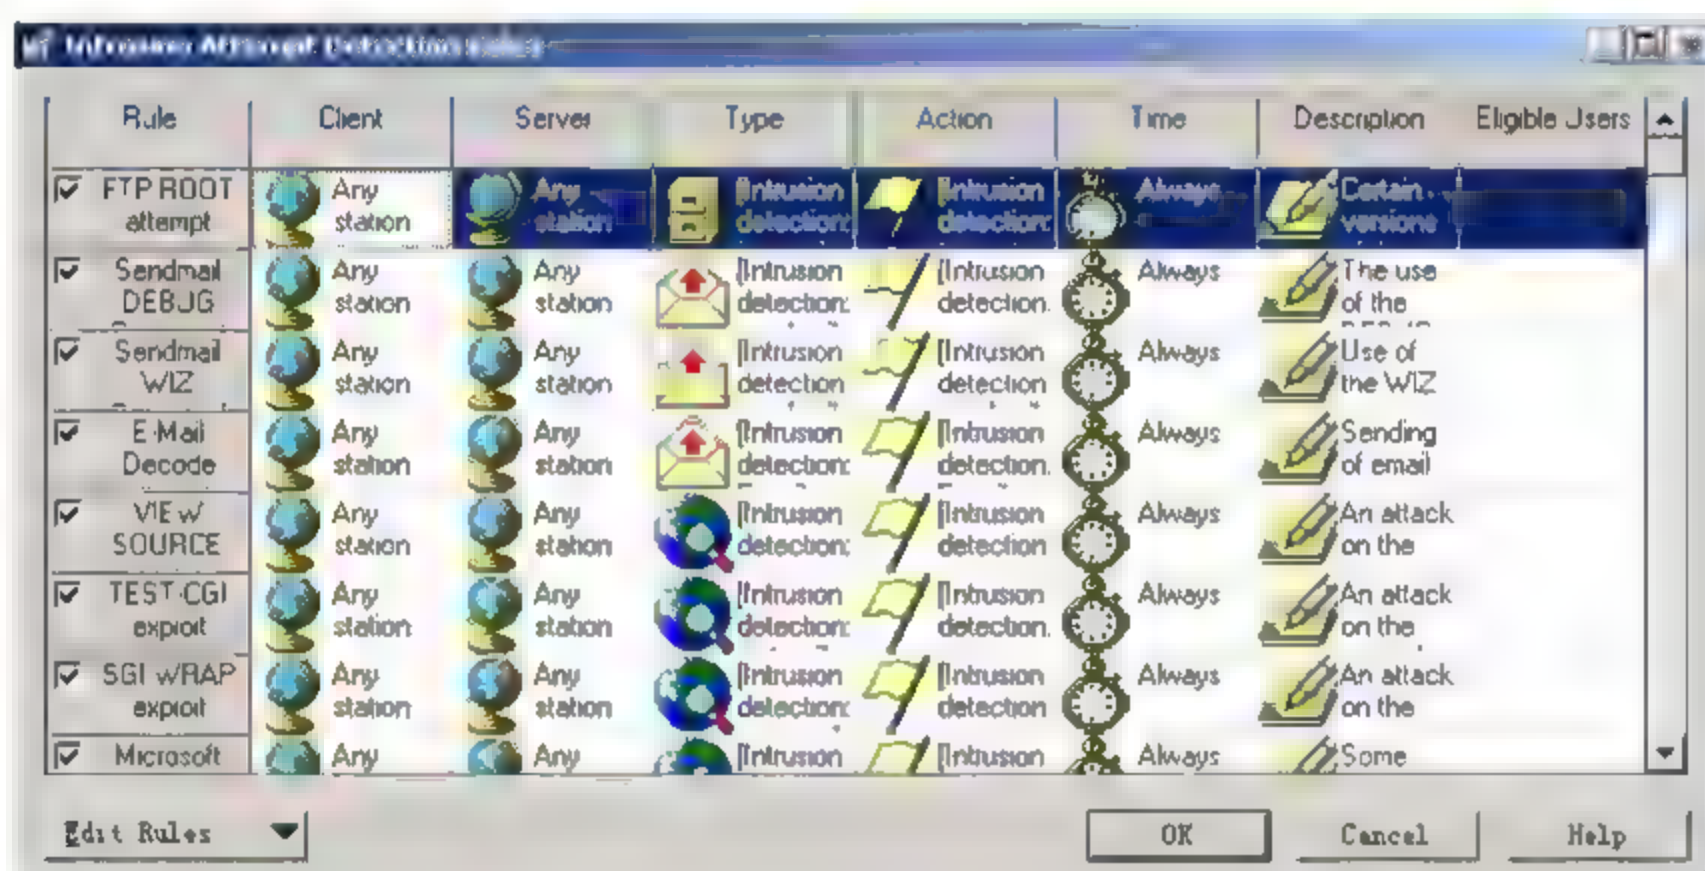 Intrusion Attempt Detection rules
Rule Client Server Type Action Time Description Eligible Users
FTP ROOT Any Any [Intrusion [Intrusion Always Certain
attempt station station detection: detection: versions
Sendmail Any Any [Intrusion [Intrusion Always The use
DEBUG station station detection: detection. of the
Sendmail Any Any [Intrusion [Intrusion Always Use of
WIZ station station detection detection the WIZ
E-Mail Any Any [Intrusion [Intrusion Always Sending
Decode station station detection: detection. of email
VIEW Any Any [Intrusion [Intrusion Always An attack
SOURCE station station detection: detection on the
TEST-CGI Any Any [Intrusion [Intrusion Always An attack
exploit station station detection: detection. on the
SGI WRAP Any Any [Intrusion [Intrusion Always An attack
exploit station station detection: detection on the
Microsoft Any Any [Intrusion [Intrusion Always Some
Edit Rules OK Cancel Help